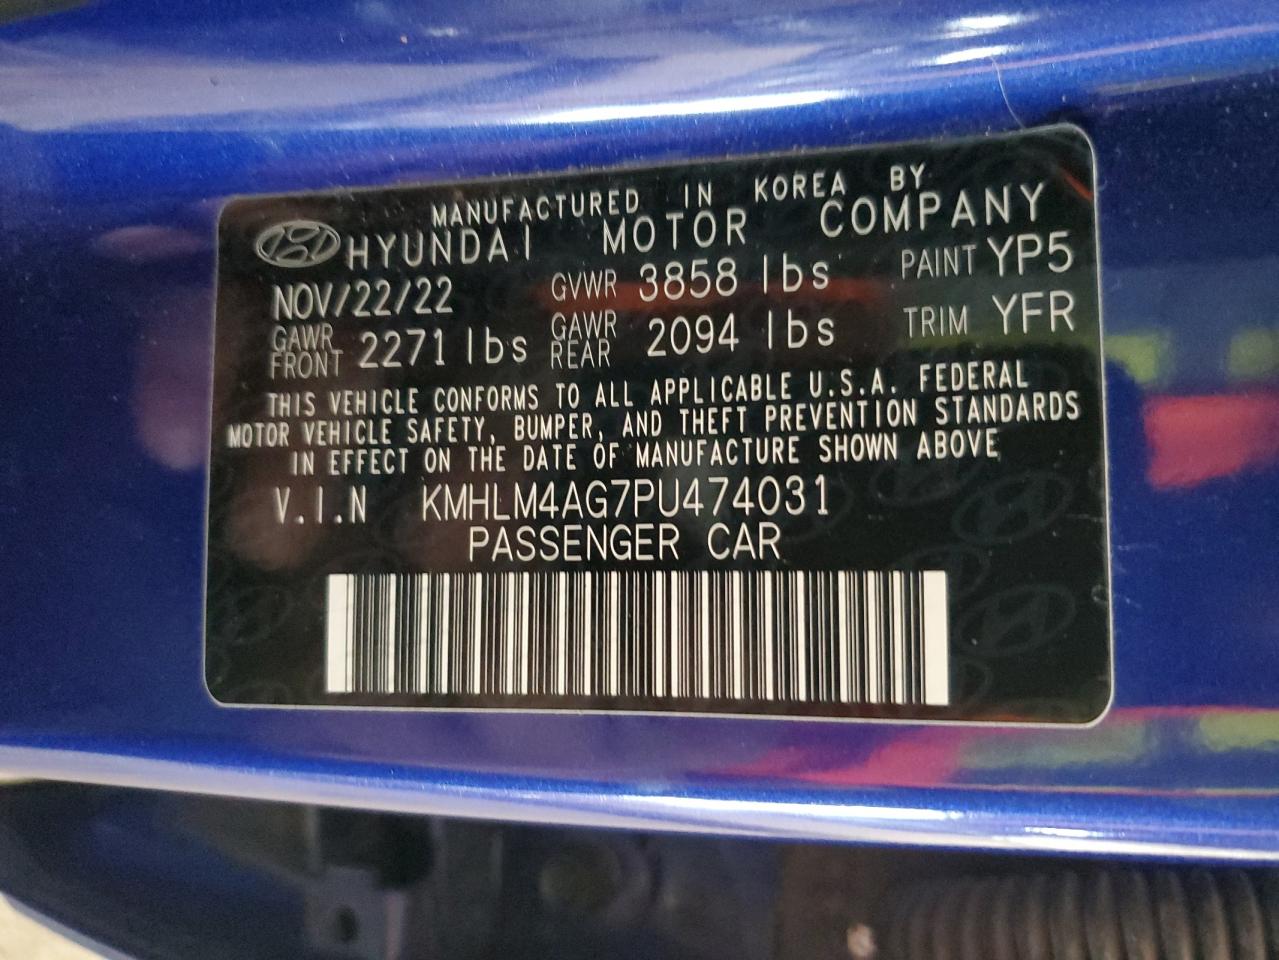 MANUFACTURED IN KOREA BY
HYUNDAI MOTOR COMPANY
NOV/22/22 GVWR 3858 lbs PAINT YP5
GAWR FRONT 2271 lbs GAWR REAR 2094 lbs TRIM YFR
THIS VEHICLE CONFORMS TO ALL APPLICABLE U.S.A. FEDERAL
MOTOR VEHICLE SAFETY, BUMPER, AND THEFT PREVENTION STANDARDS
IN EFFECT ON THE DATE OF MANUFACTURE SHOWN ABOVE
V.I.N KMHLM4AG7PU474031
PASSENGER CAR